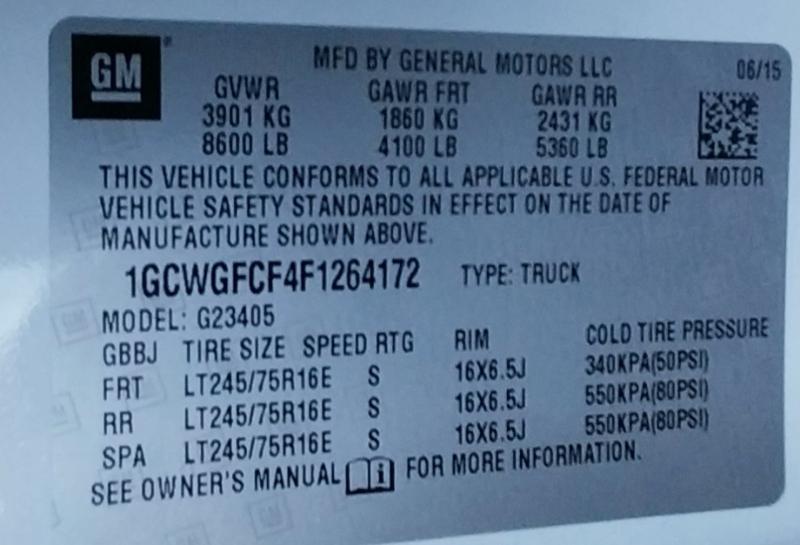 GM MFD BY GENERAL MOTORS LLC 06/15
GVWR GAWR FRT GAWR RR
3901 KG 1860 KG 2431 KG
8600 LB 4100 LB 5360 LB
THIS VEHICLE CONFORMS TO ALL APPLICABLE U.S. FEDERAL MOTOR
VEHICLE SAFETY STANDARDS IN EFFECT ON THE DATE OF
MANUFACTURE SHOWN ABOVE.
1GCWGFCF4F1264172 TYPE: TRUCK
MODEL: G23405
GBBJ TIRE SIZE SPEED RTG RIM COLD TIRE PRESSURE
FRT LT245/75R16E S 16X6.5J 340KPA(50PSI)
RR LT245/75R16E S 16X6.5J 550KPA(80PSI)
SPA LT245/75R16E S 16X6.5J 550KPA(80PSI)
SEE OWNER'S MANUAL i FOR MORE INFORMATION.